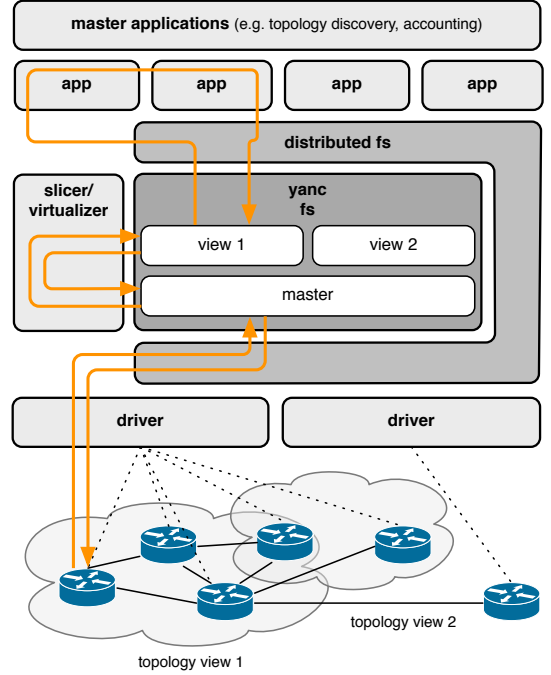 master applications (e.g. topology discovery, accounting)
app app app app
distributed fs
slicer/
virtualizer
yanc
fs
view 1 view 2
master
driver driver
topology view 2
topology view 1